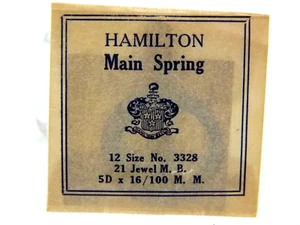 HAMILTON
Main Spring
12 Size No. 3328
21 Jewel M. B.
5D x 16/100 M. M.